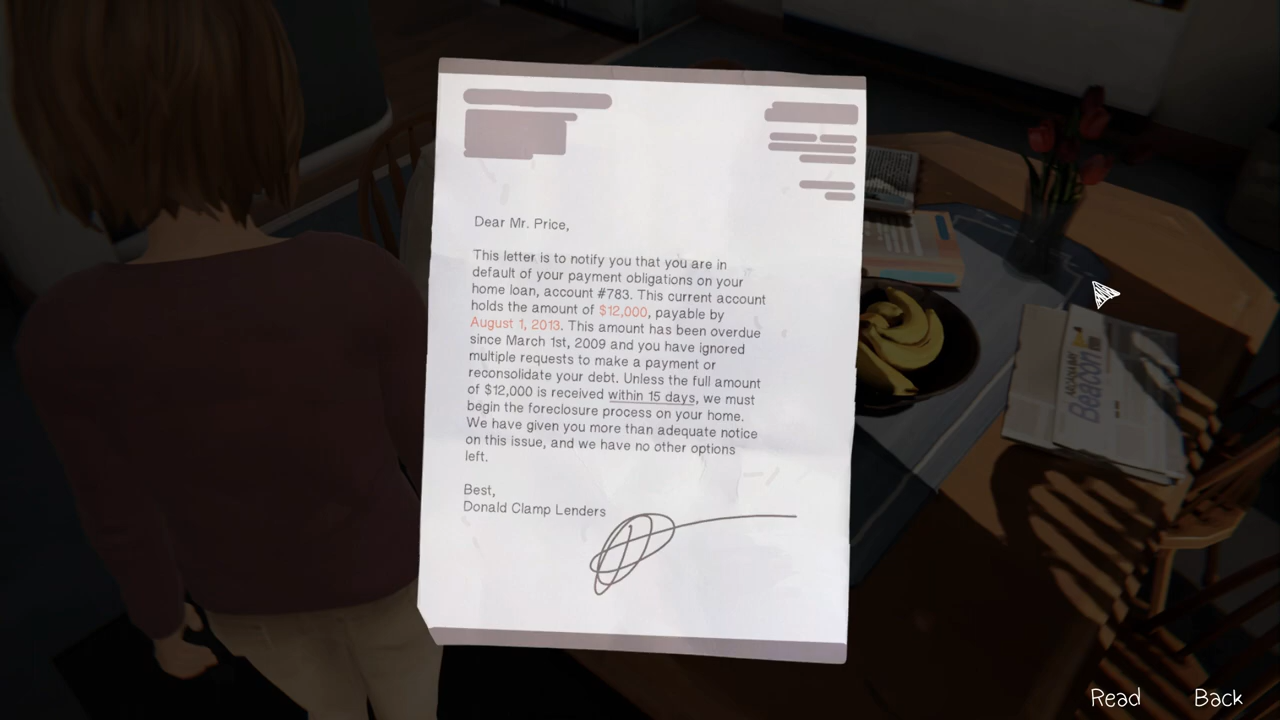 Dear Mr. Price,
This letter is to notify you that you are in
default of your payment obligations on your
home loan, account #783. This current account
holds the amount of $12,000, payable by
August 1, 2013. This amount has been overdue
since March 1st, 2009 and you have ignored
multiple requests to make a payment or
reconsolidate your debt. Unless the full amount
of $12,000 is received within 15 days, we must
begin the foreclosure process on your home.
We have given you more than adequate notice
on this issue, and we have no other options
left.
Best,
Donald Clamp Lenders
ARCADIA BAY
Beacon
Read
Back